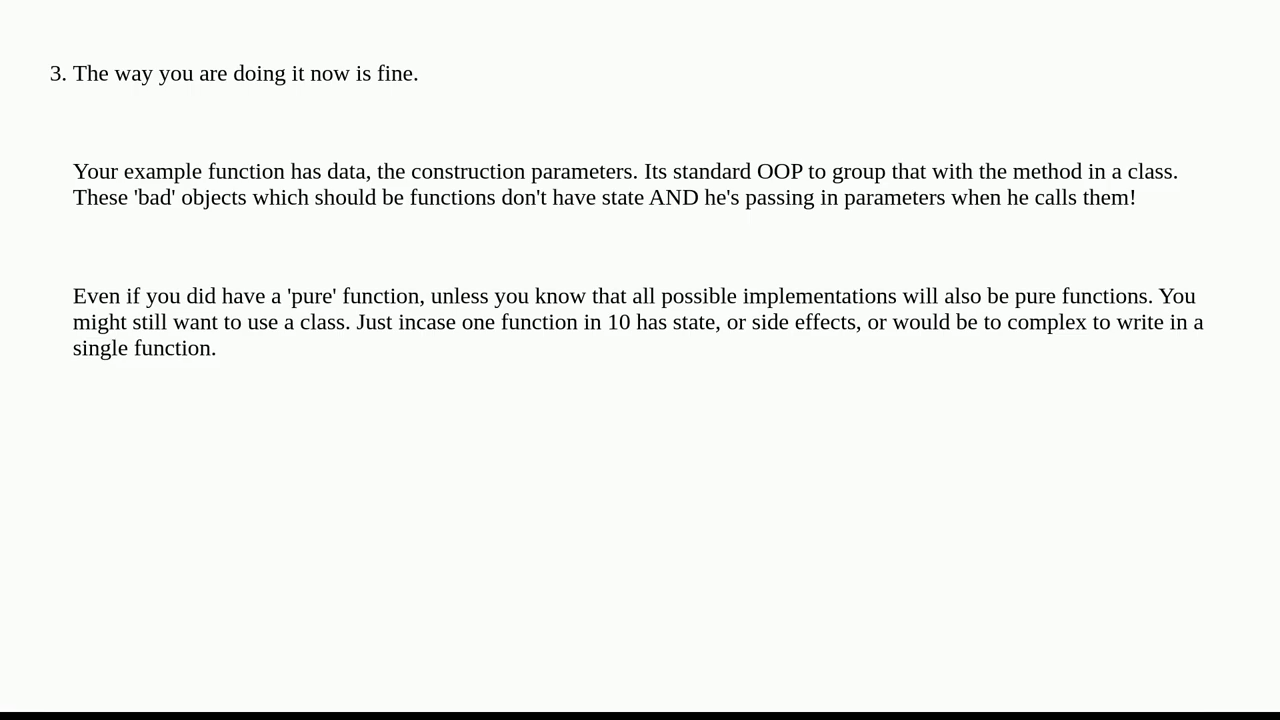 3. The way you are doing it now is fine.
Your example function has data, the construction parameters. Its standard OOP to group that with the method in a class.
These 'bad' objects which should be functions don't have state AND he's passing in parameters when he calls them!
Even if you did have a 'pure' function, unless you know that all possible implementations will also be pure functions. You
might still want to use a class. Just incase one function in 10 has state, or side effects, or would be to complex to write in a
single function.